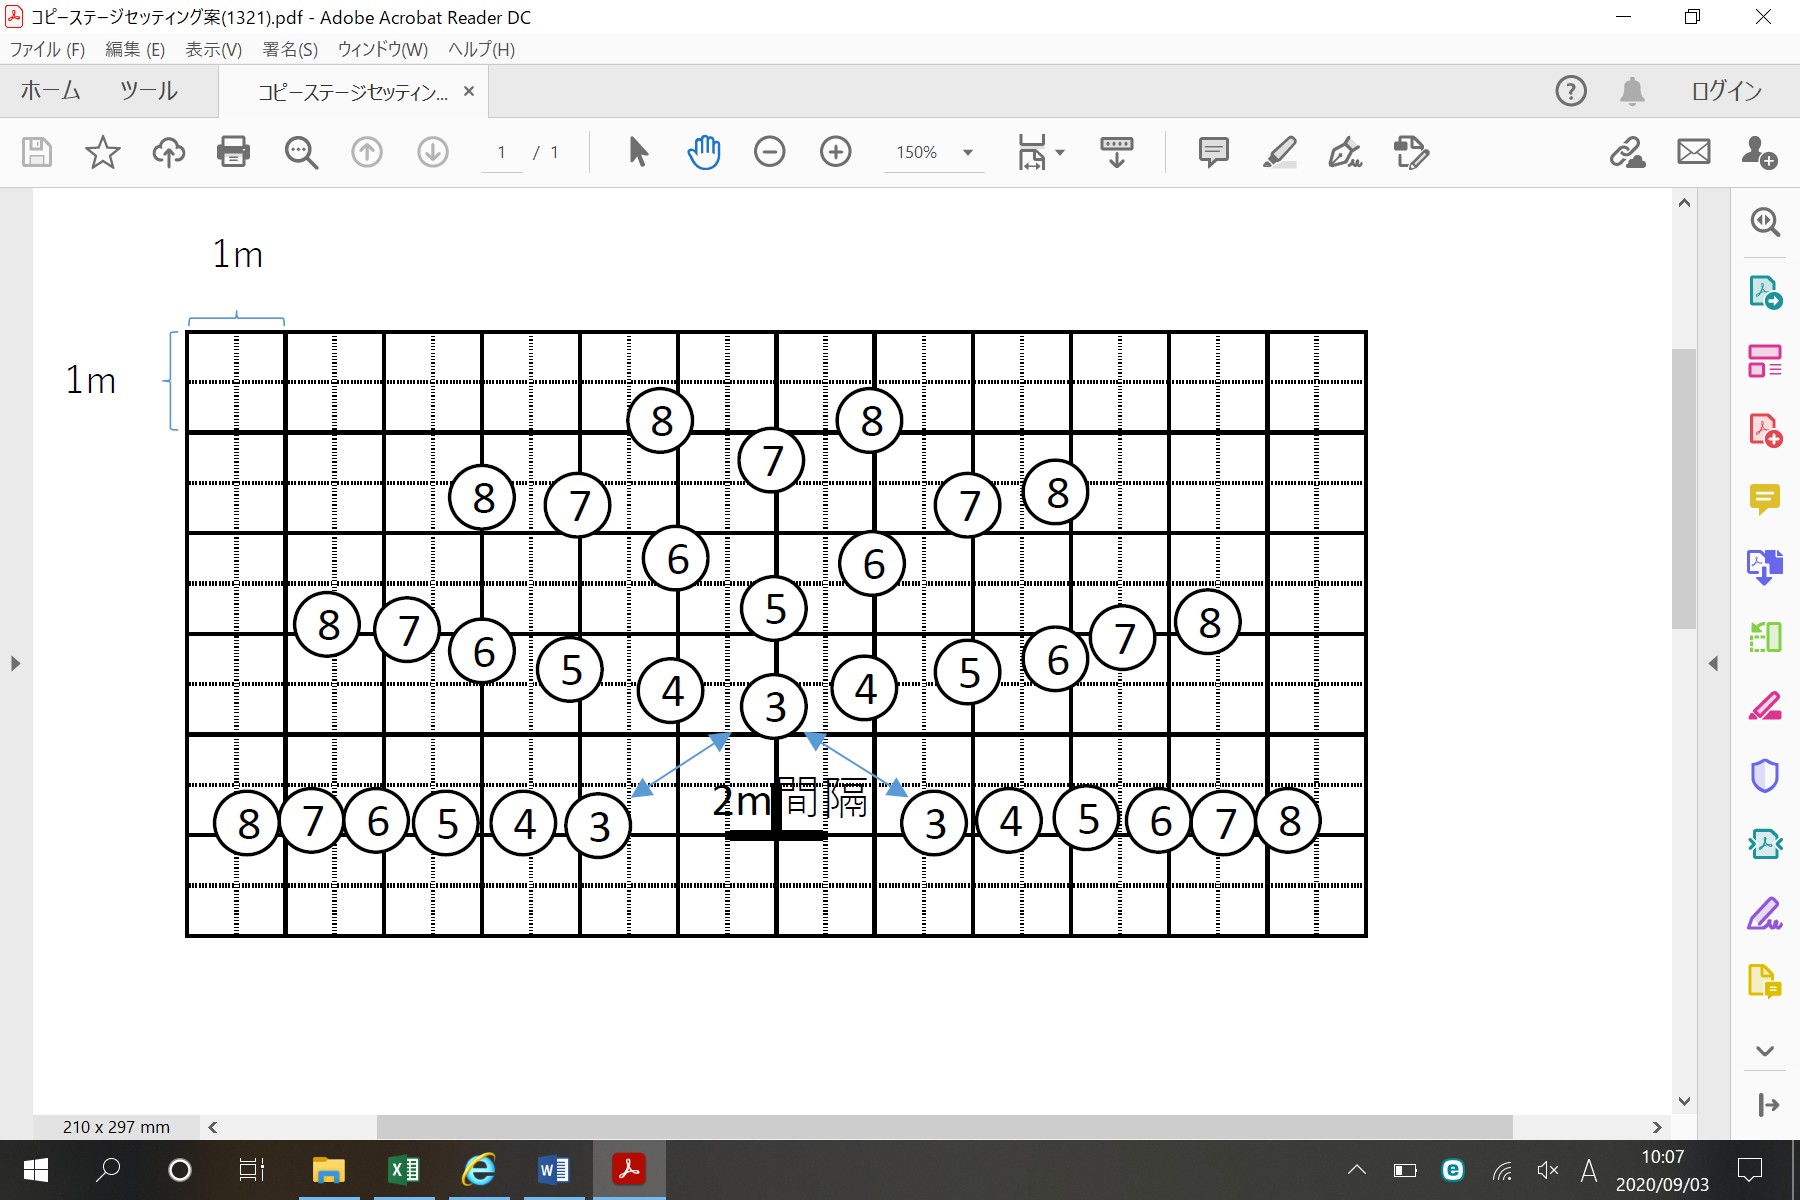 コピーステージセッティング案(1321).pdf - Adobe Acrobat Reader DC
ファイル (F) 編集 (E) 表示(V) 署名(S) ウィンドウ(W) ヘルプ(H)
ホーム ツール コピーステージセッティン... × ? ログイン
1 / 1 150%
1m
1m
8 8
7
8 7 7 8
6 6
5
8 7 6 5 4 3 4 5 6 7 8
2m間隔
8 7 6 5 4 3 3 4 5 6 7 8
210 x 297 mm
A 10:07
2020/09/03